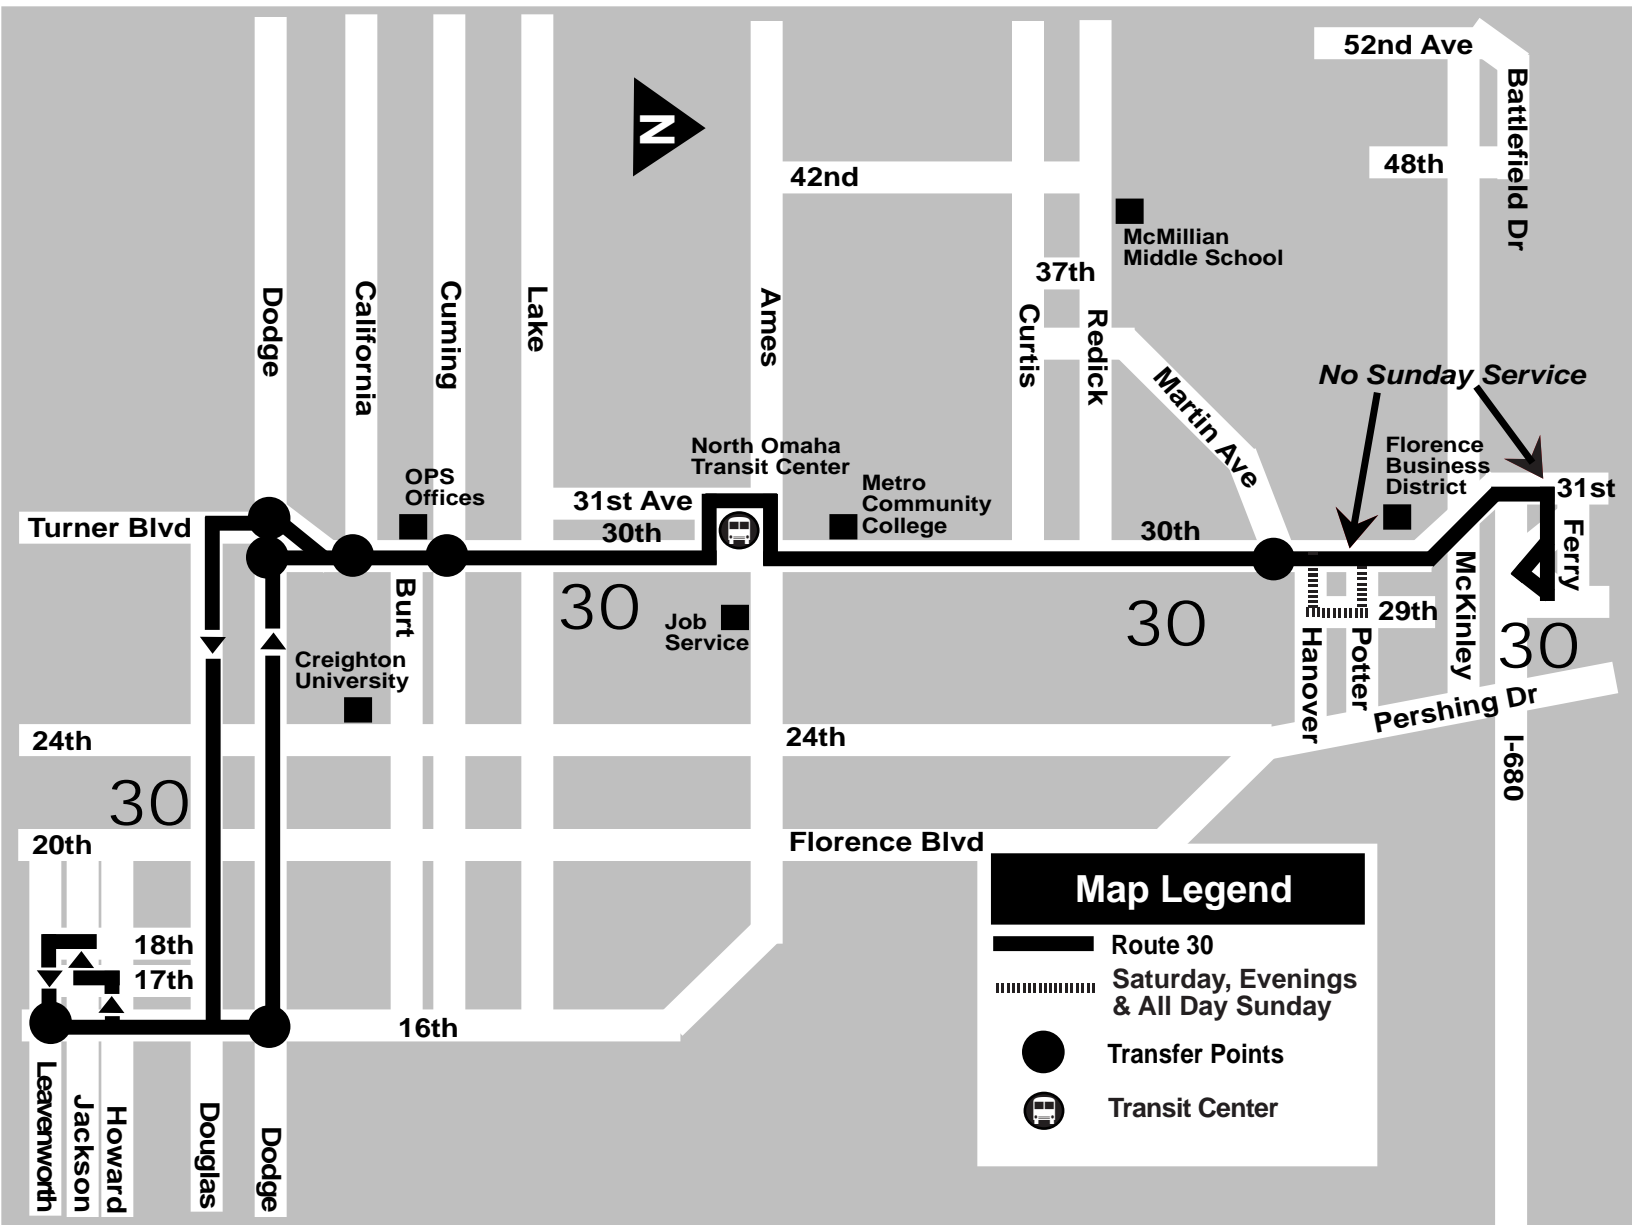 52nd Ave
Battlefield Dr
48th
N
42nd
McMillian
Middle School
37th
Dodge
California
Cuming
Lake
Ames
Curtis
Redick
Martin Ave
No Sunday Service
North Omaha
Transit Center
OPS
Offices
Metro
Community
College
Florence
Business
District
31st Ave
31st
Turner Blvd
30th
30th
Ferry
McKinley
Burt
30
30
30
Job
Service
29th
Hanover
Potter
Creighton
University
Pershing Dr
24th
24th
I-680
30
20th
Florence Blvd
18th
17th
16th
Leavenworth
Jackson
Howard
Douglas
Dodge
Map Legend
Route 30
Saturday, Evenings
& All Day Sunday
Transfer Points
Transit Center